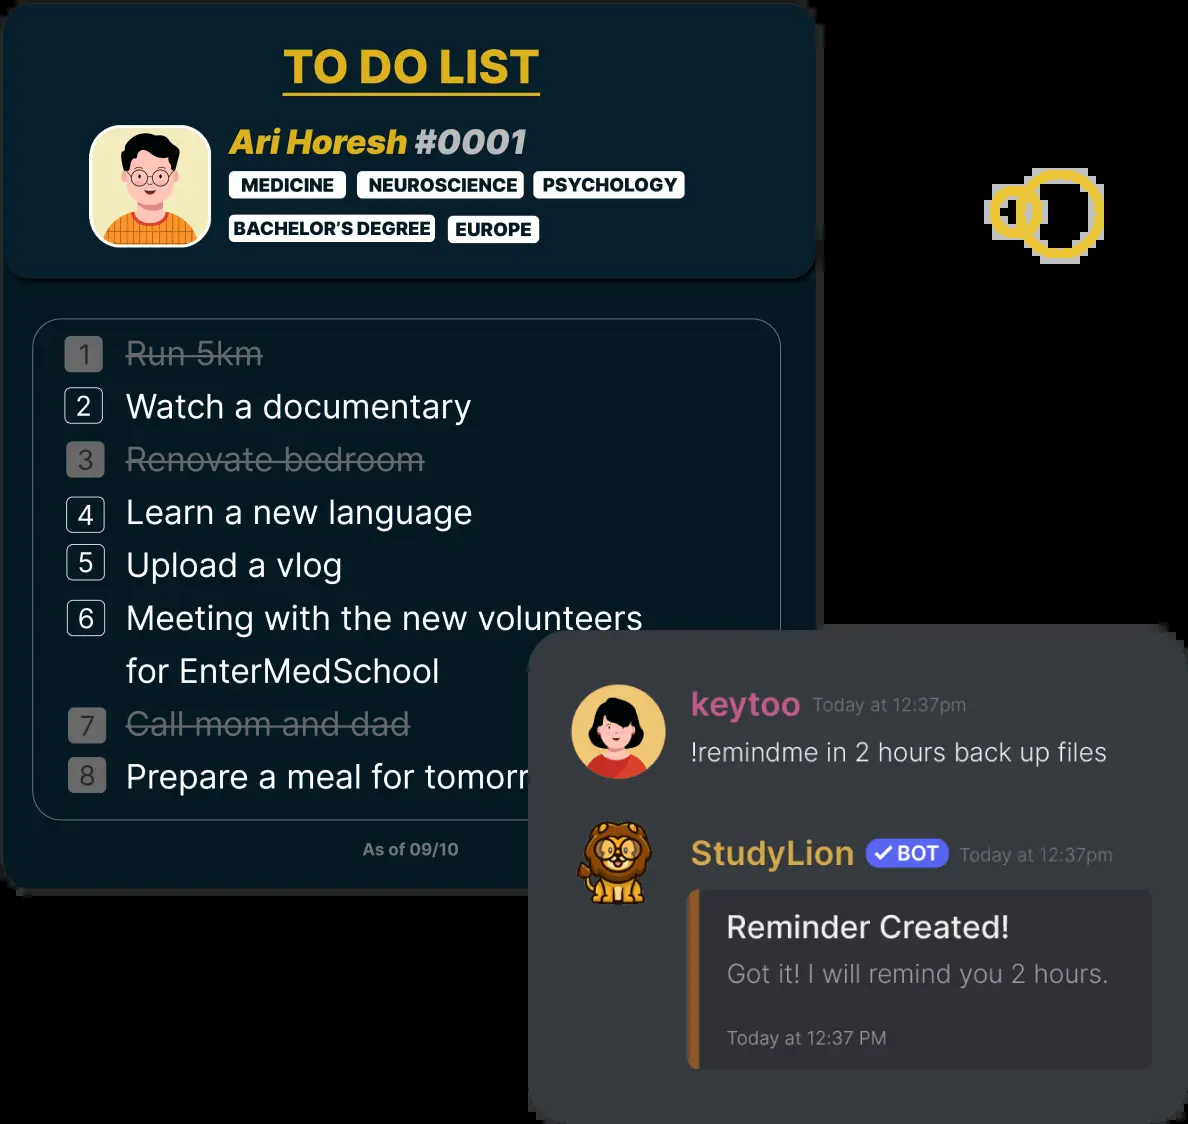 TO DO LIST
Ari Horesh #0001
MEDICINE NEUROSCIENCE PSYCHOLOGY
BACHELOR’S DEGREE EUROPE
1 Run 5km
2 Watch a documentary
3 Renovate bedroom
4 Learn a new language
5 Upload a vlog
6 Meeting with the new volunteers
for EnterMedSchool
7 Call mom and dad
8 Prepare a meal for tomorr
As of 09/10
keytoo Today at 12:37pm
!remindme in 2 hours back up files
StudyLion BOT Today at 12:37pm
Reminder Created!
Got it! I will remind you 2 hours.
Today at 12:37 PM